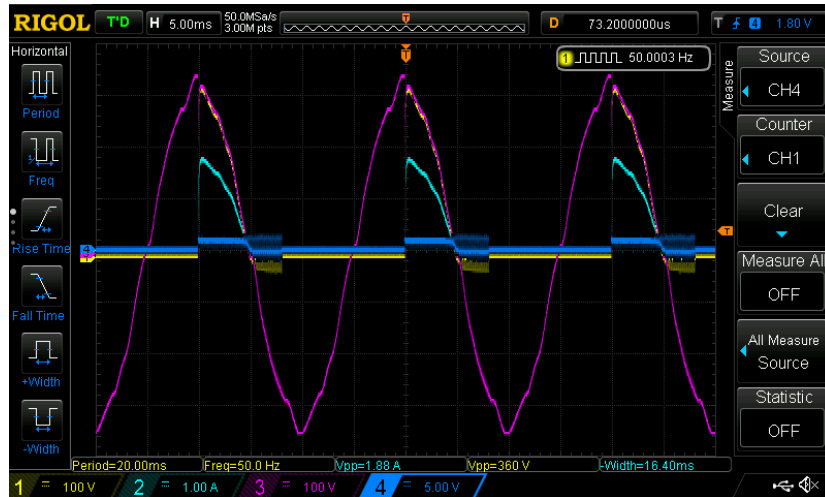 RIGOL T'D H 5.00ms 50.0MSa/s 3.00M pts D 73.2000000us T 4 1.80 V
Horizontal
Period
Freq
Rise Time
Fall Time
+Width
-Width
1 50.0003 Hz
T
4
T
Measure
Source
CH4
Counter
CH1
Clear
Measure All
OFF
All Measure
Source
Statistic
OFF
Period=20.00ms Freq=50.0 Hz Vpp=1.88 A Vpp=360 V -Width=16.40ms
1 = 100 V 2 = 1.00 A 3 = 100 V 4 = 5.00 V